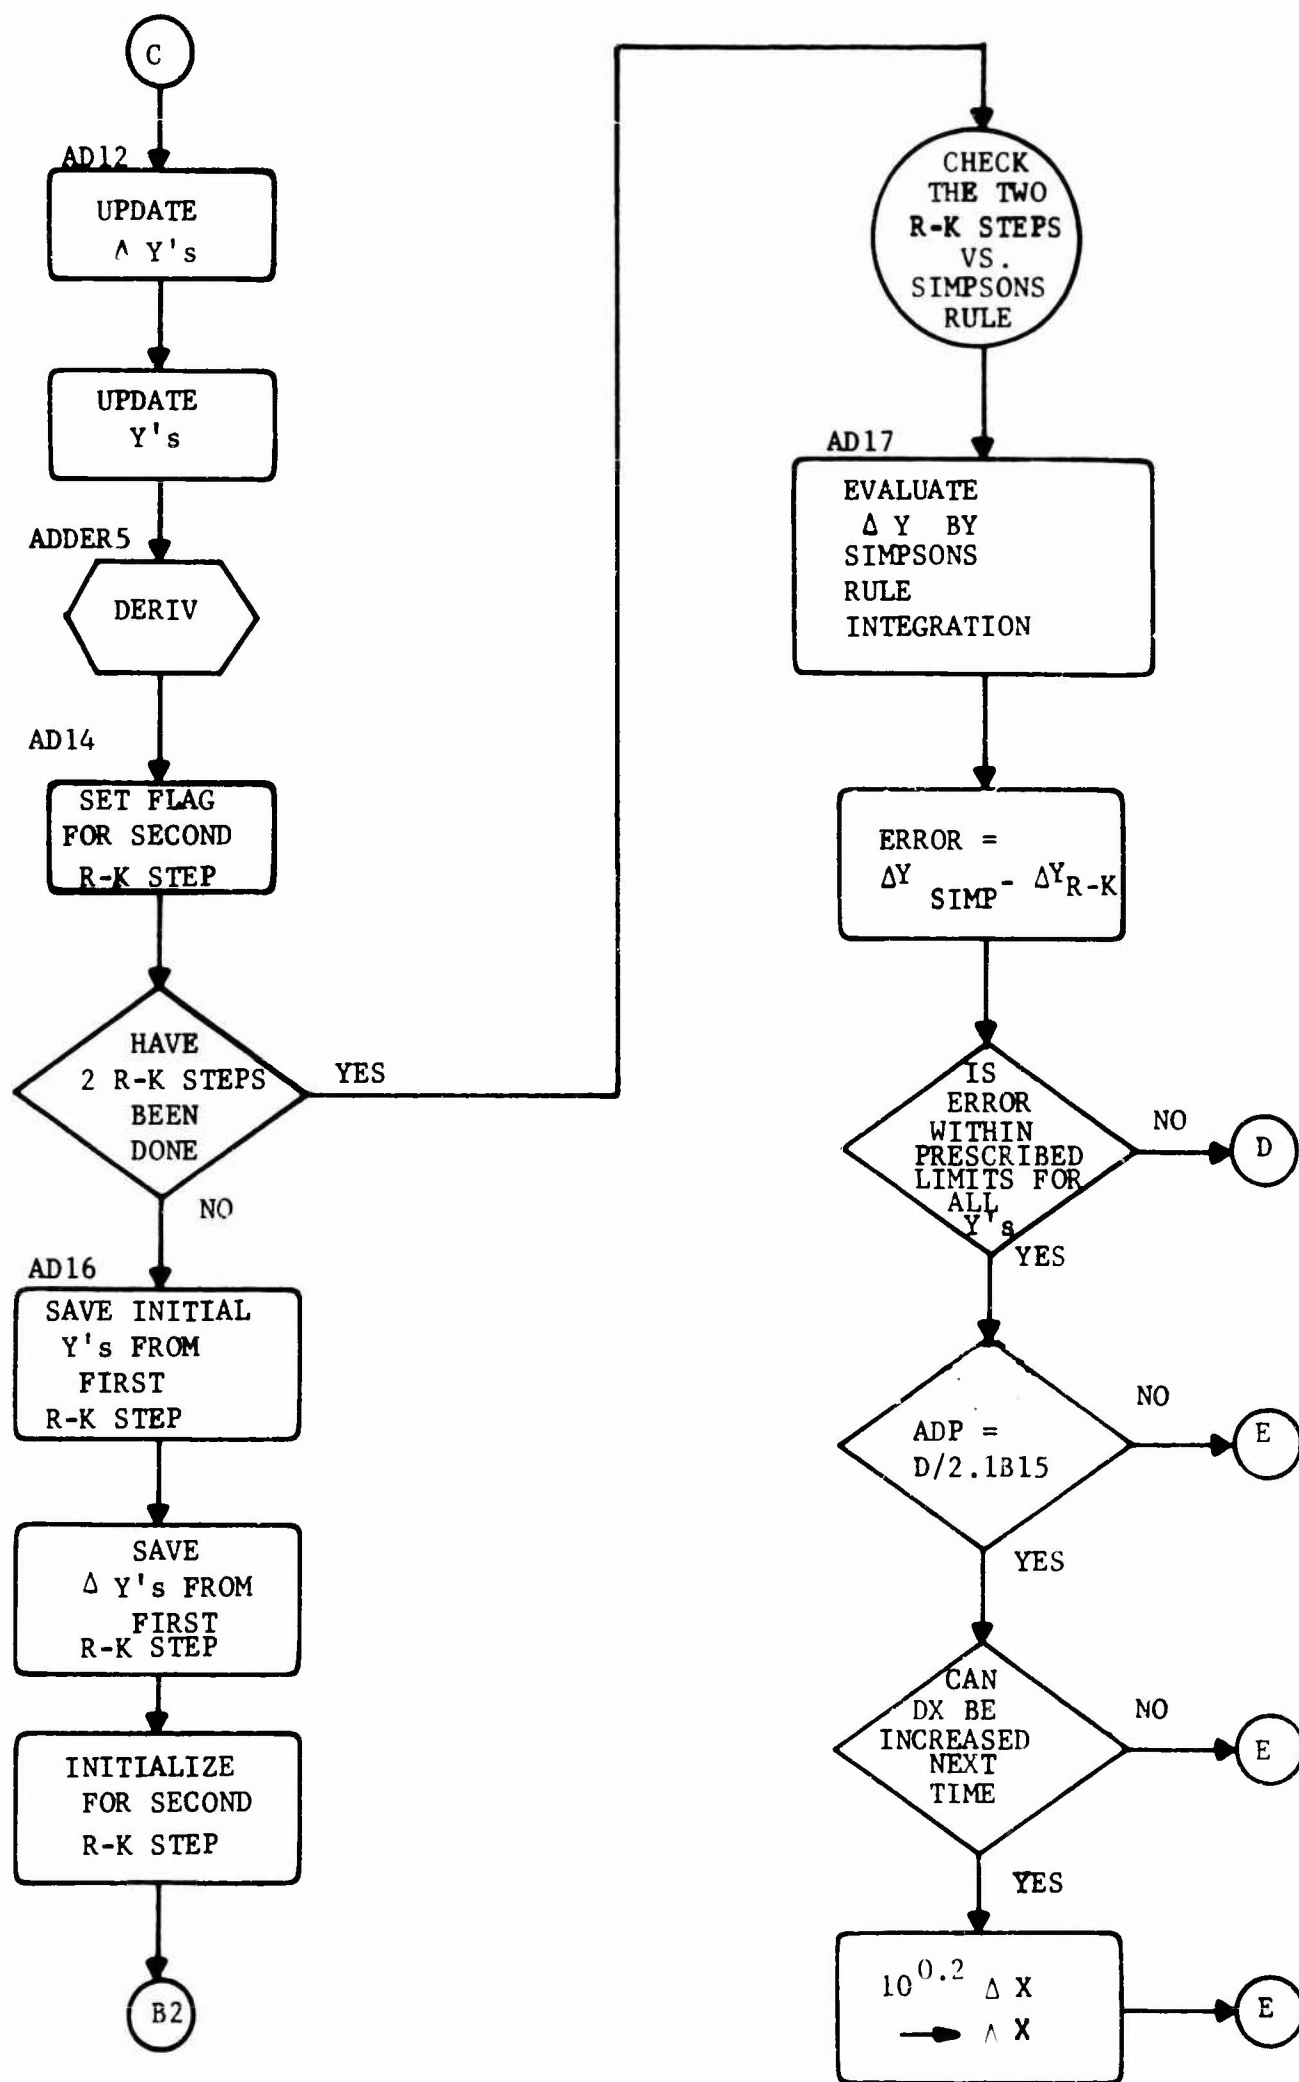 C
AD12
UPDATE
Δ Y's
UPDATE
Y's
ADDER5
DERIV
AD14
SET FLAG
FOR SECOND
R-K STEP
HAVE
2 R-K STEPS
BEEN
DONE
YES
NO
AD16
SAVE INITIAL
Y's FROM
FIRST
R-K STEP
SAVE
Δ Y's FROM
FIRST
R-K STEP
INITIALIZE
FOR SECOND
R-K STEP
B2
CHECK
THE TWO
R-K STEPS
VS.
SIMPSONS
RULE
AD17
EVALUATE
Δ Y BY
SIMPSONS
RULE
INTEGRATION
ERROR =
ΔY SIMP - ΔY R-K
IS
ERROR
WITHIN
PRESCRIBED
LIMITS FOR
ALL
Y's
NO
D
YES
ADP =
D/2.1B15
NO
E
YES
CAN
DX BE
INCREASED
NEXT
TIME
NO
E
YES
10^0.2 Δ X
→ Δ X
E